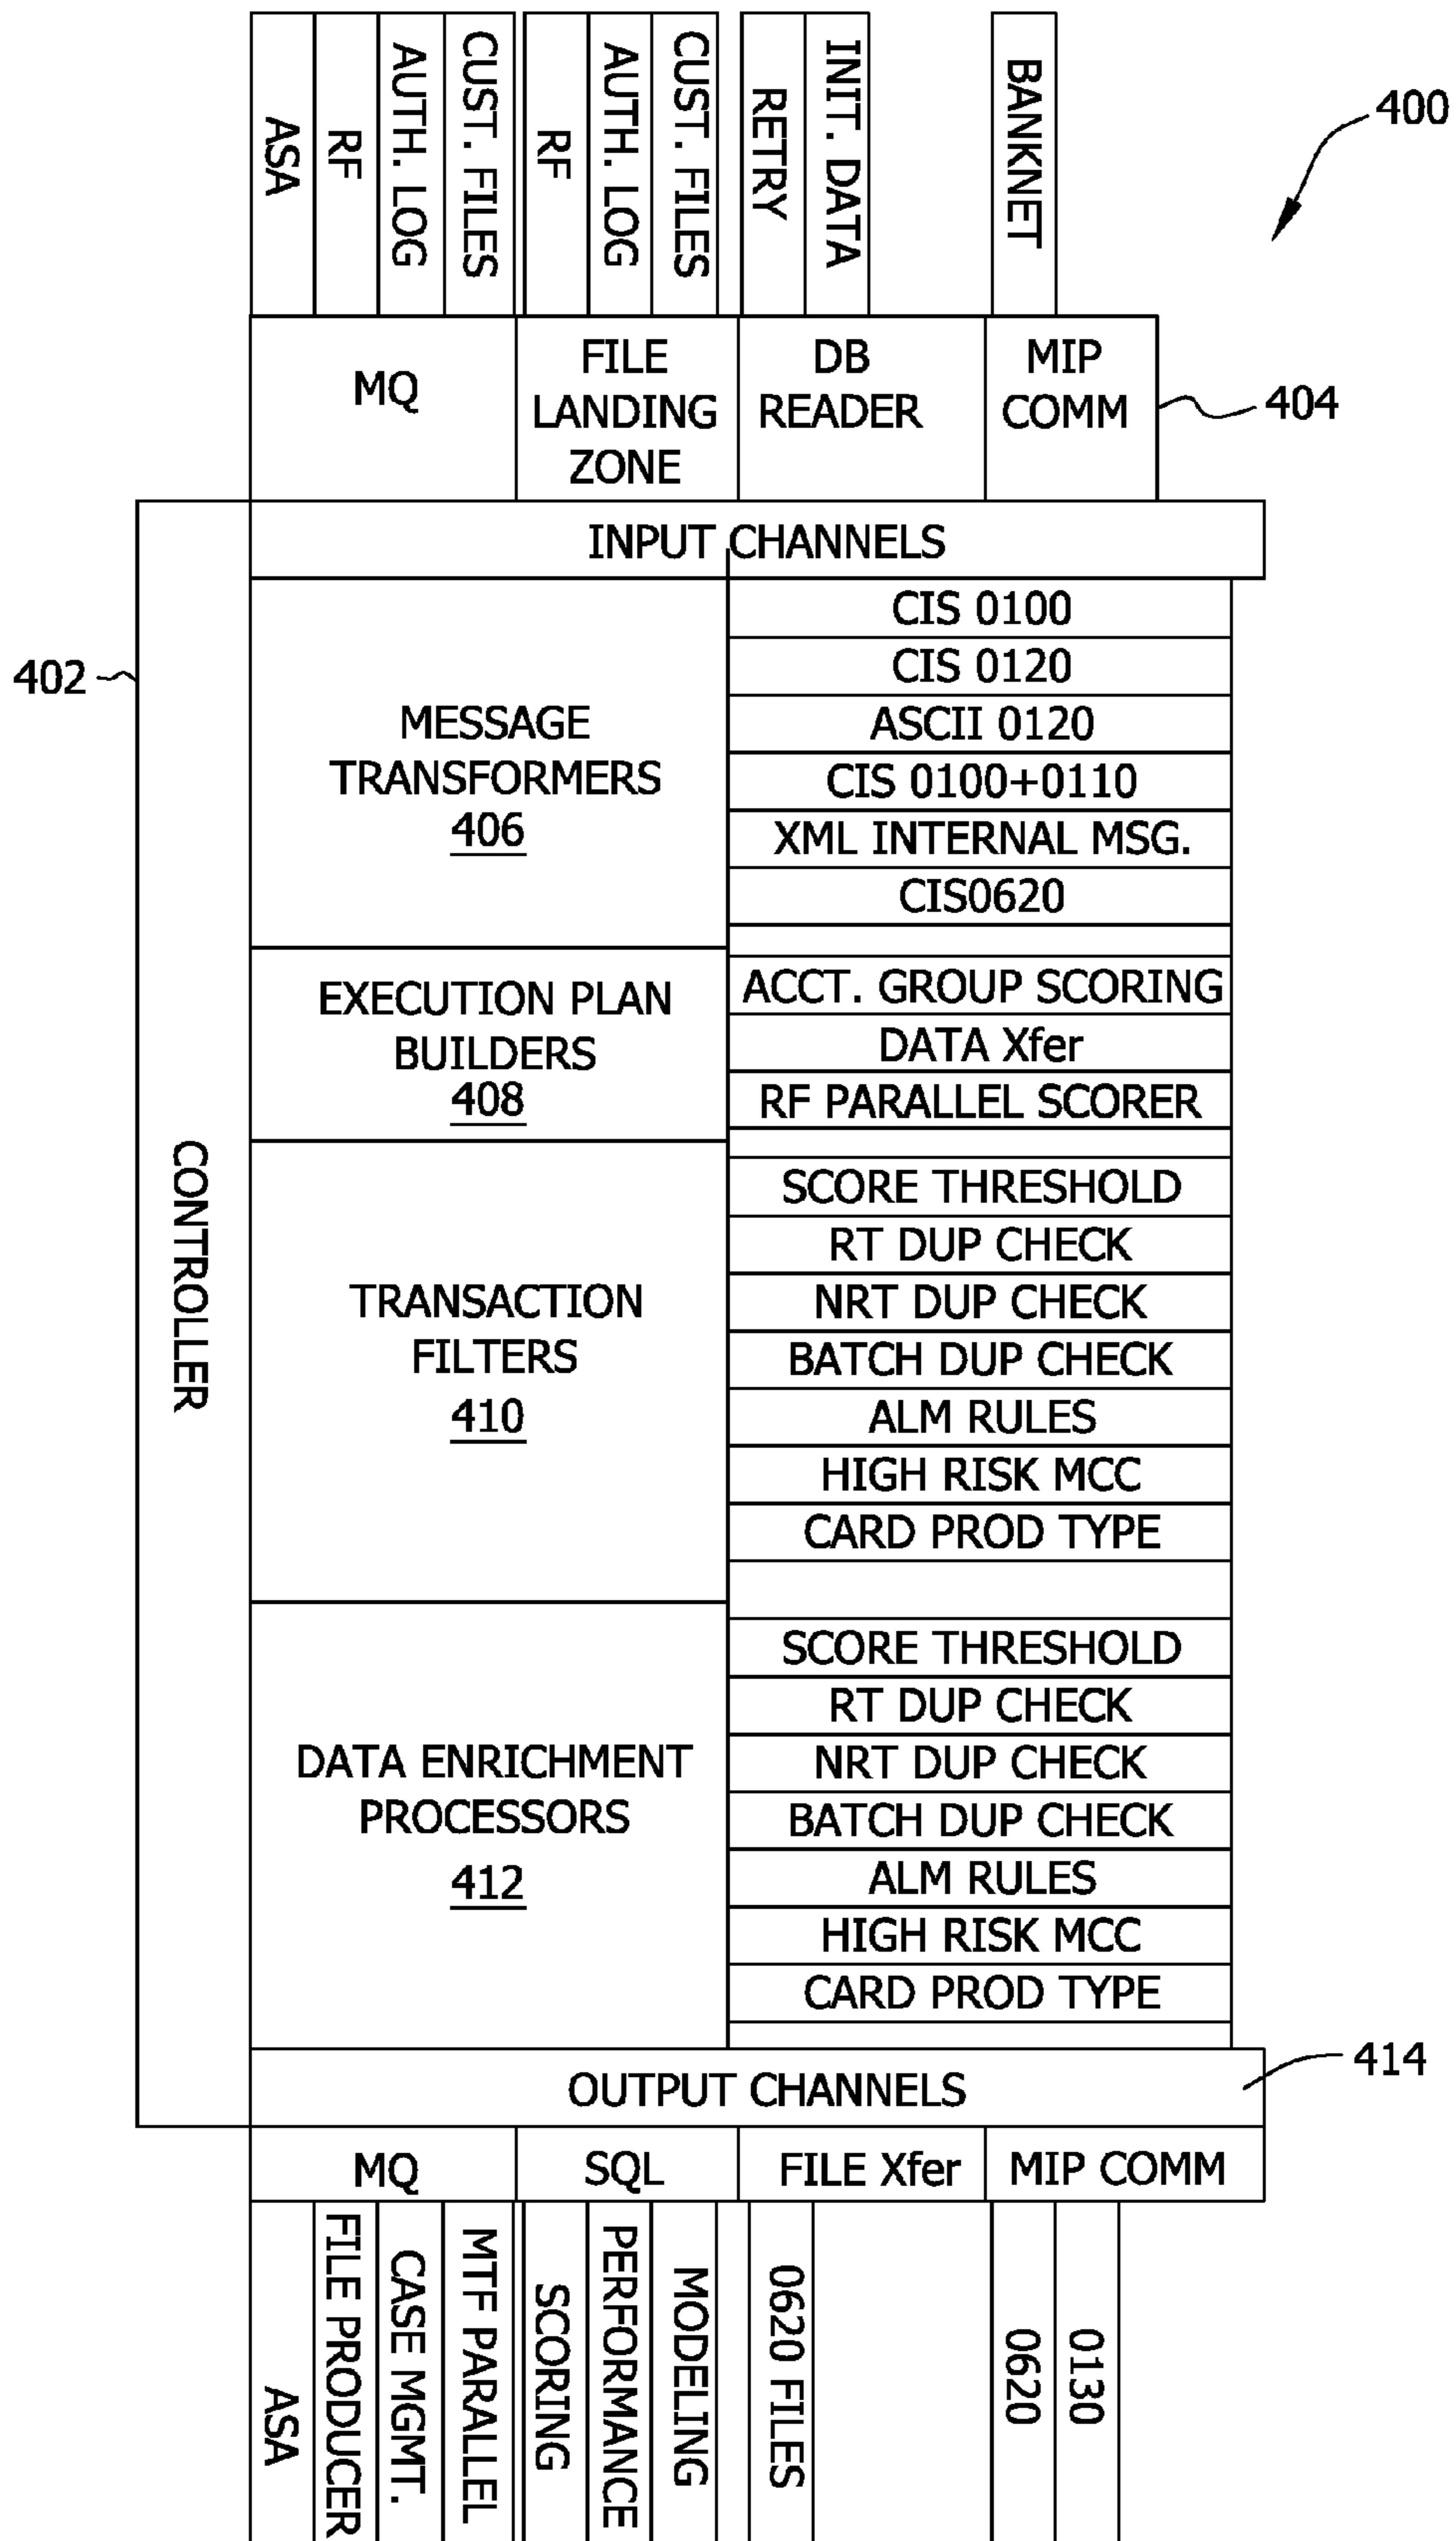 ASA
RF
AUTH. LOG
CUST. FILES
RF
AUTH. LOG
CUST. FILES
RETRY
INIT. DATA
BANKNET
400
MQ
FILE
LANDING
ZONE
DB
READER
MIP
COMM
404
INPUT CHANNELS
402
CONTROLLER
MESSAGE
TRANSFORMERS
406
CIS 0100
CIS 0120
ASCII 0120
CIS 0100+0110
XML INTERNAL MSG.
CIS0620
EXECUTION PLAN
BUILDERS
408
ACCT. GROUP SCORING
DATA Xfer
RF PARALLEL SCORER
TRANSACTION
FILTERS
410
SCORE THRESHOLD
RT DUP CHECK
NRT DUP CHECK
BATCH DUP CHECK
ALM RULES
HIGH RISK MCC
CARD PROD TYPE
DATA ENRICHMENT
PROCESSORS
412
SCORE THRESHOLD
RT DUP CHECK
NRT DUP CHECK
BATCH DUP CHECK
ALM RULES
HIGH RISK MCC
CARD PROD TYPE
OUTPUT CHANNELS
414
MQ
SQL
FILE Xfer
MIP COMM
ASA
FILE PRODUCER
CASE MGMT.
MTF PARALLEL
SCORING
PERFORMANCE
MODELING
0620 FILES
0620
0130